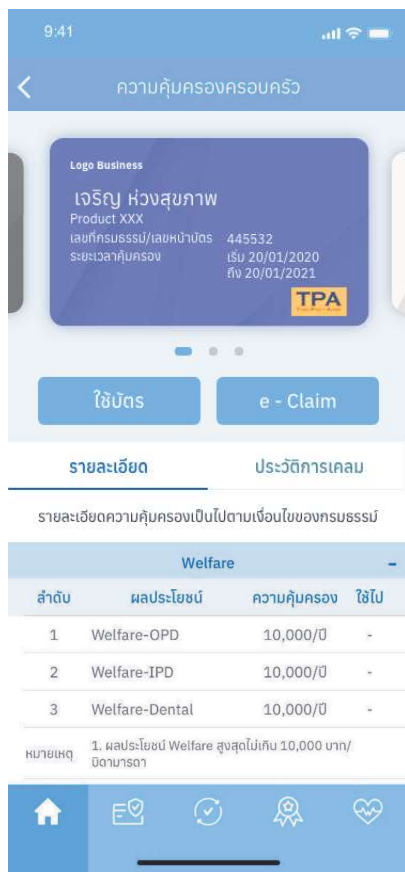 9:41
ความคุ้มครองครอบครัว
Logo Business
เจริญ ห่วงสุขภาพ
Product XXX
เลขที่กรมธรรม์/เลขหน้าบัตร 445532
ระยะเวลาคุ้มครอง เริ่ม 20/01/2020
ถึง 20/01/2021
TPA
ใช้บัตร e - Claim
รายละเอียด ประวัติการเคลม
รายละเอียดความคุ้มครองเป็นไปตามเงื่อนไขของกรมธรรม์
Welfare -
ลำดับ ผลประโยชน์ ความคุ้มครอง ใช้ไป
1 Welfare-OPD 10,000/ปี -
2 Welfare-IPD 10,000/ปี -
3 Welfare-Dental 10,000/ปี -
หมายเหตุ 1. ผลประโยชน์ Welfare สูงสุดไม่เกิน 10,000 บาท/
บิดามารดา